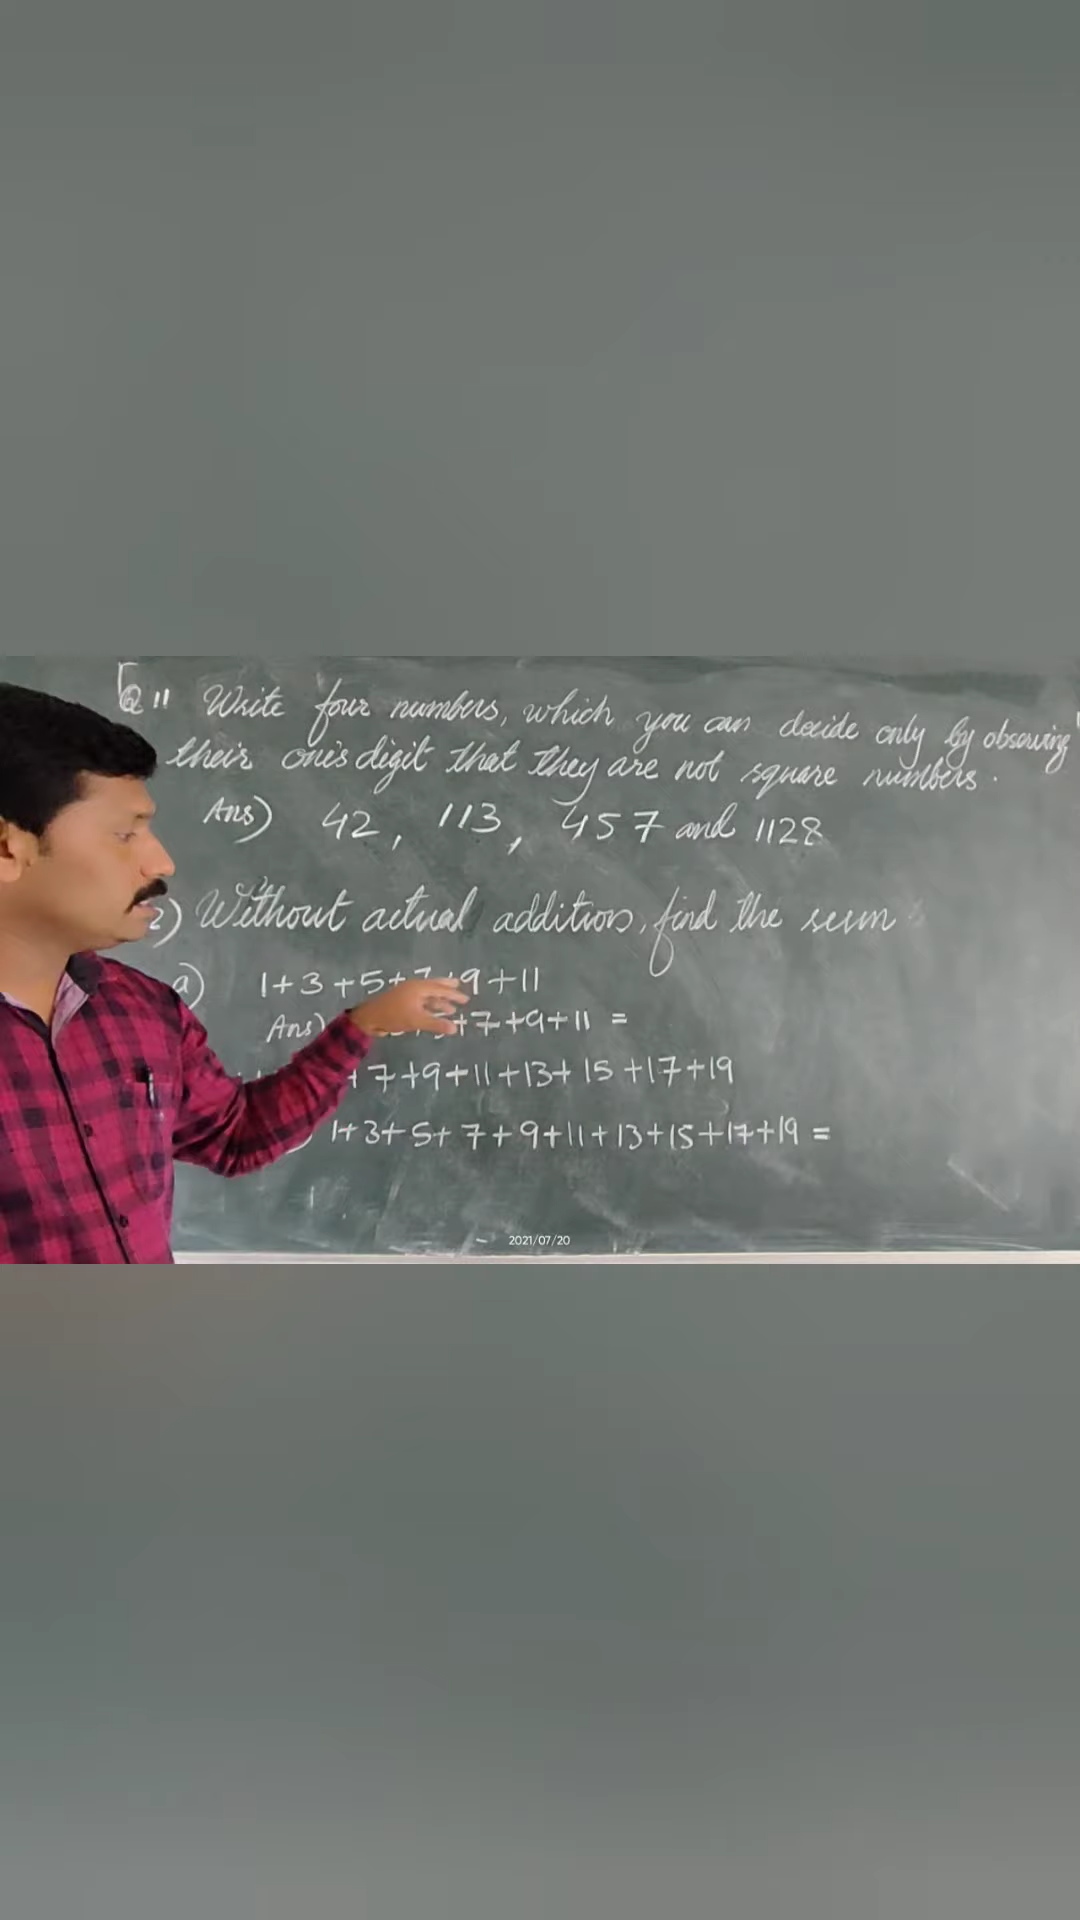 Q11 Write four numbers, which you can decide only by observing
their one's digit that they are not square numbers.
Ans) 42, 113, 457 and 1128
2) Without actual addition, find the sum
a) 1+3+5+7+9+11
Ans) +7+9+11 =
+7+9+11+13+15+17+19
1+3+5+7+9+11+13+15+17+19 =
2021/07/20